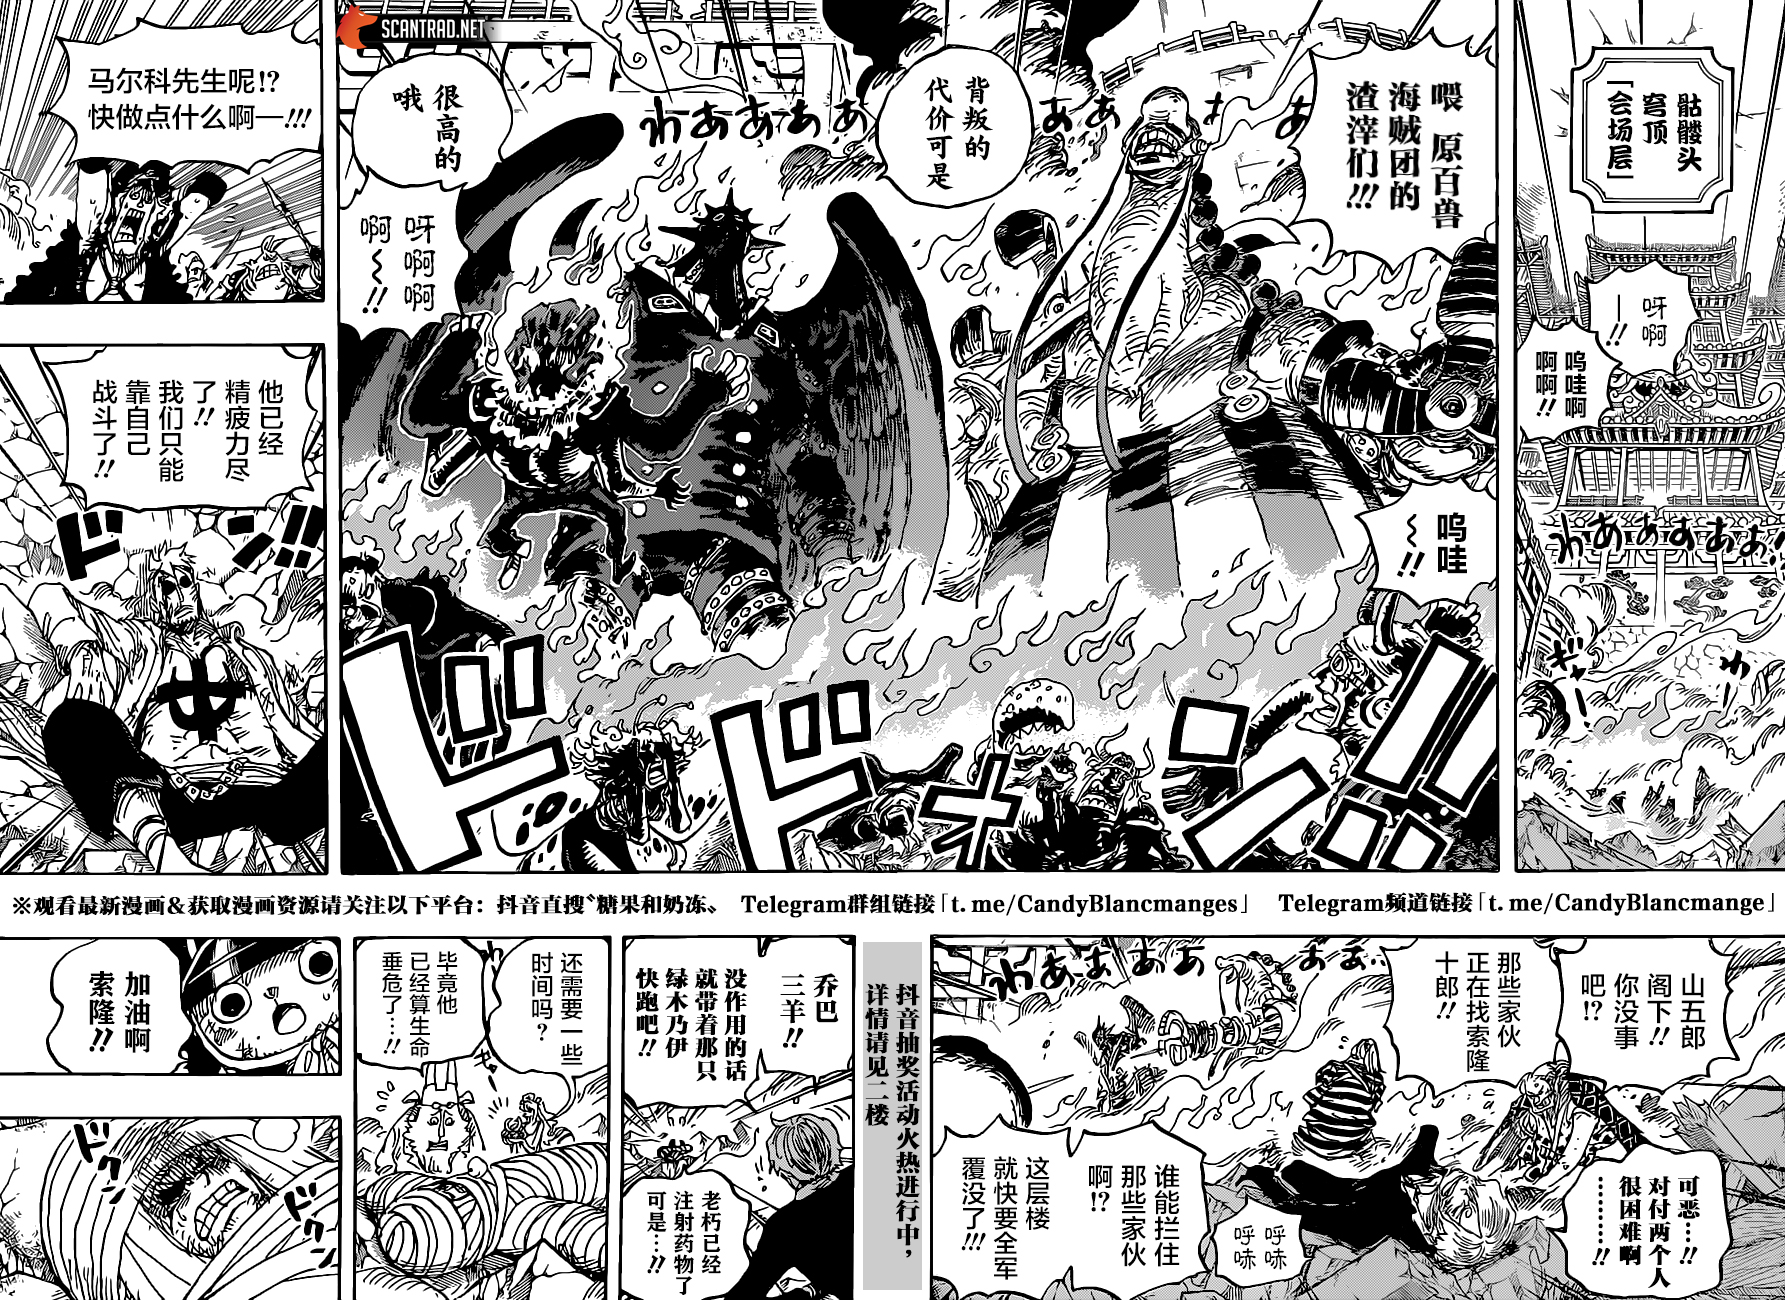 SCANTRAD.NET
骷髅头
穹顶
「会场层」
呀啊
—!!
呜哇啊
啊啊!!
わあああああ!
わー
喂 原百兽
海贼团的
渣滓们!!!
背叛的
代价可是
很高的
哦
わああああ
ああ
呀啊啊
啊～!!
呜哇
～!!
ドドォン!!
马尔科先生呢!?
快做点什么啊—!!!
他已经
精疲力尽
了!!
我们只能
靠自己
战斗了!!
ドン!!
※观看最新漫画&获取漫画资源请关注以下平台：抖音直搜〝糖果和奶冻〟 Telegram群组链接「t.me/CandyBlancmanges」 Telegram频道链接「t.me/CandyBlancmange」
山五郎
阁下!!
你没事
吧!?
那些家伙
正在找索隆
十郎!!
わああああ
ああ…
可恶…!!
对付两个人
很困难啊
…………!!
呼哧
呼哧
谁能拦住
那些家伙
啊!?
这层楼
就快要全军
覆没了!!!
抖音抽奖活动火热进行中，
详情请见二楼
乔巴
三羊!!
没作用的话
就带着那只
绿木乃伊
快跑吧!!
老朽已经
注射药物了
可是…!!
还需要一些
时间吗?
毕竟他
已经算生命
垂危了…!!
加油啊
索隆!!
ドクン
ドクン